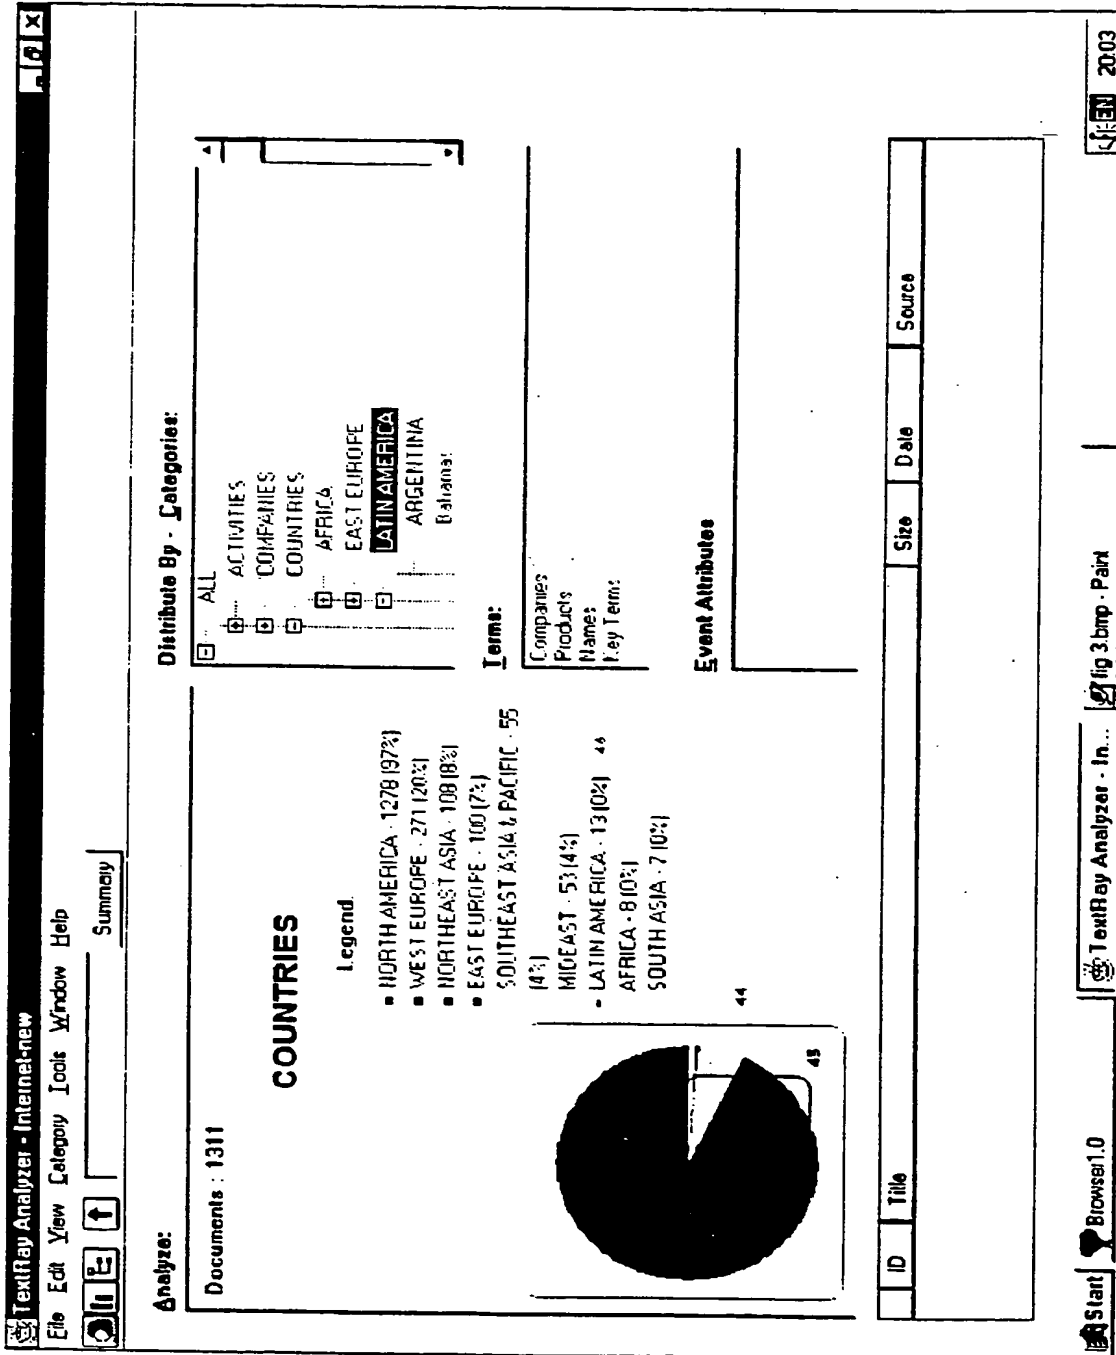 TextRay Analyzer - Internet-new
File Edit View Category Tools Window Help
Summary
Analyze:
Documents : 1311
COUNTRIES
Legend
NORTH AMERICA - 1278 (97%)
WEST EUROPE - 271 (20%)
NORTHEAST ASIA - 108 (8%)
EAST EUROPE - 100 (7%)
SOUTHEAST ASIA & PACIFIC - 55
(4%)
MIDEAST - 53 (4%)
LATIN AMERICA - 13 (0%) 46
AFRICA - 8 (0%)
SOUTH ASIA - 7 (0%)
44
45
Distribute By - Categories:
ALL
ACTIVITIES
COMPANIES
COUNTRIES
AFRICA
EAST EUROPE
LATIN AMERICA
ARGENTINA
Bahamas
Terms:
Companies
Products
Names
Key Terms
Event Attributes
ID Title Size Date Source
Start Browser1.0 TextRay Analyzer - In... fig 3.bmp - Paint EN 20:03